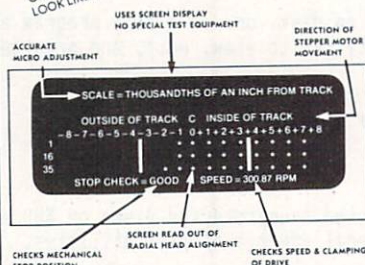 LOOK
USES SCREEN DISPLAY
NO SPECIAL TEST EQUIPMENT
ACCURATE
MICRO ADJUSTMENT
DIRECTION OF
STEPPER MOTOR
MOVEMENT
SCALE = THOUSANDTHS OF AN INCH FROM TRACK
OUTSIDE OF TRACK C INSIDE OF TRACK
-8-7-6-5-4-3-2-1 0+1+2+3+4+5+6+7+8
1
16
35
STOP CHECK = GOOD SPEED = 300.87 RPM
CHECKS MECHANICAL
STOP POSITION
SCREEN READ OUT OF
RADIAL HEAD ALIGNMENT
CHECKS SPEED & CLAMPING
OF DRIVE